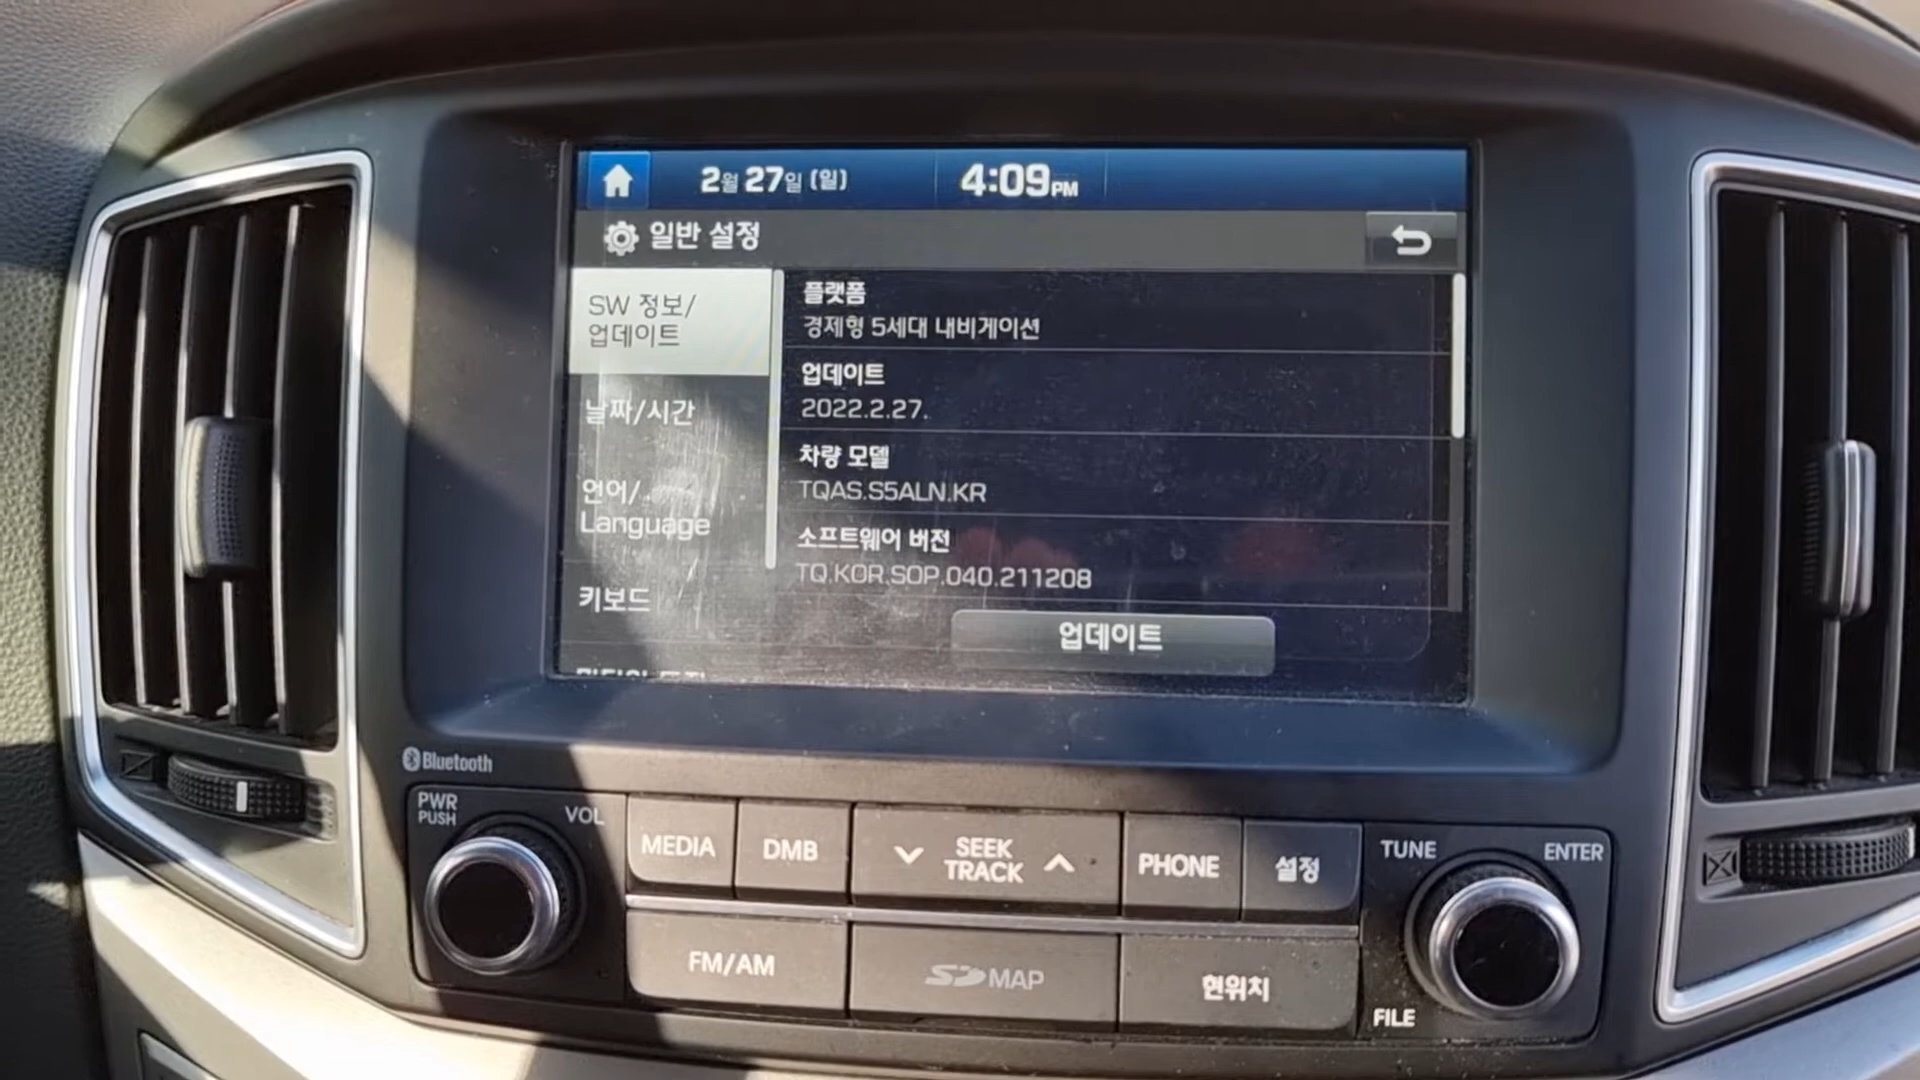 2월 27일 (일) 4:09PM
일반 설정
SW 정보/
업데이트
날짜/시간
언어/
Language
키보드
플랫폼
경제형 5세대 내비게이션
업데이트
2022.2.27.
차량 모델
TQAS.S5ALN.KR
소프트웨어 버전
TQ.KOR.SOP.040.211208
업데이트
Bluetooth
PWR
PUSH
VOL
MEDIA
DMB
SEEK
TRACK
PHONE
설정
TUNE
ENTER
FM/AM
SD MAP
현위치
FILE